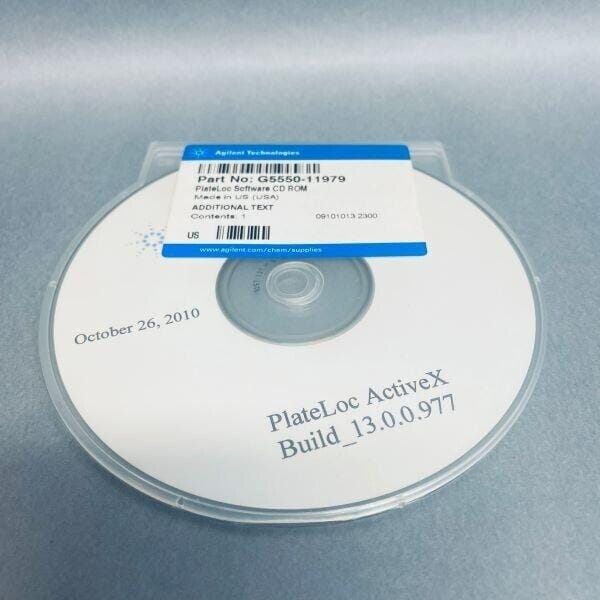 Agilent Technologies
Part No: G5550-11979
PlateLoc Software CD ROM
Made in US (USA)
ADDITIONAL TEXT
Contents: 1 09101013 2300
US
www.agilent.com/chem/supplies
October 26, 2010
PlateLoc ActiveX
Build_13.0.0.977